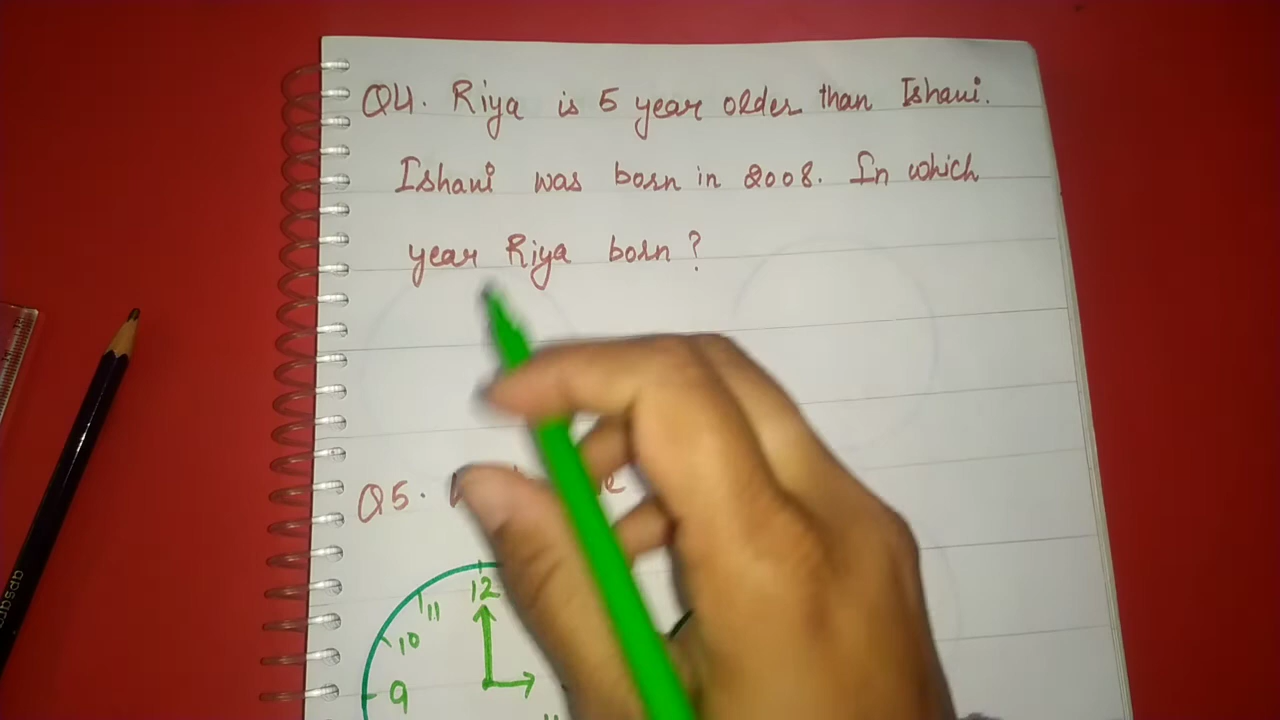 Q4. Riya is 5 year older than Ishani.
Ishani was born in 2008. In which
year Riya born?
Q5.
12
11
10
9
apsara